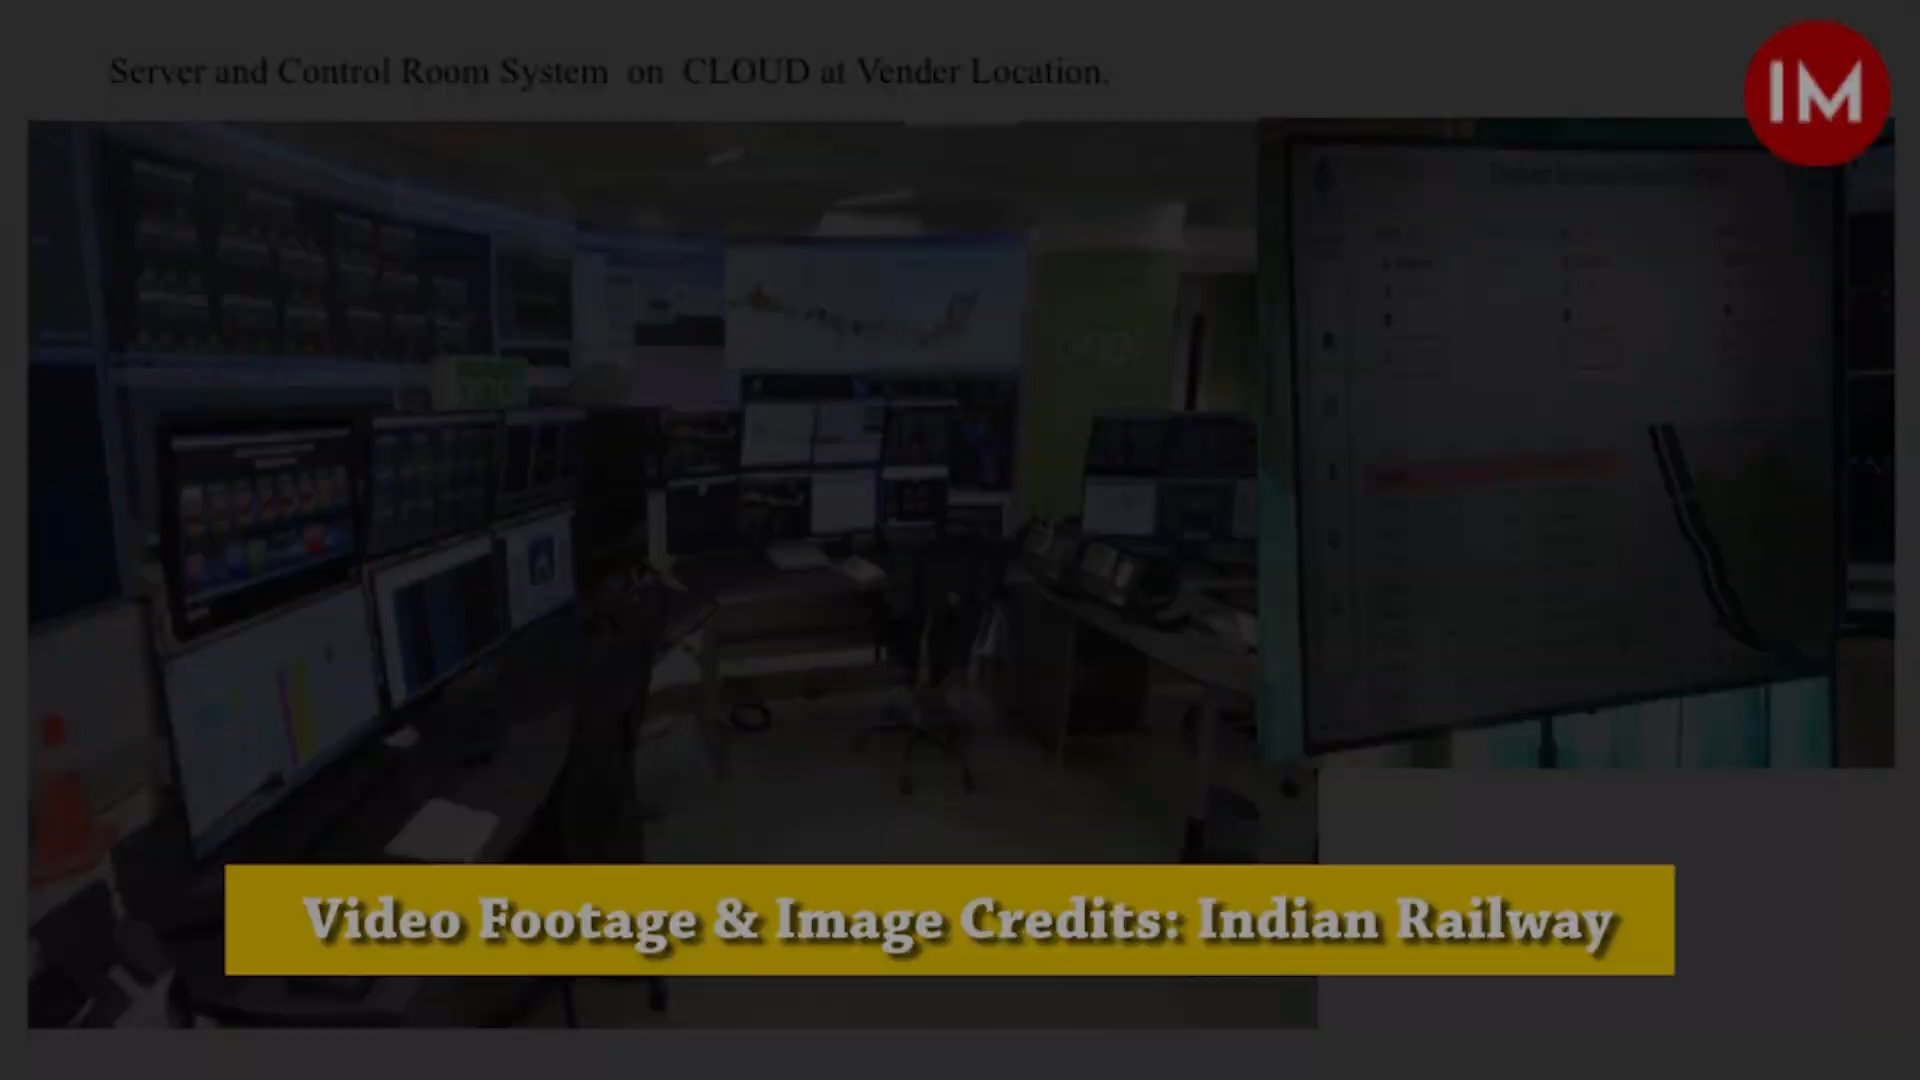 Server and Control Room System on CLOUD at Vender Location.
IM
Video Footage & Image Credits: Indian Railway